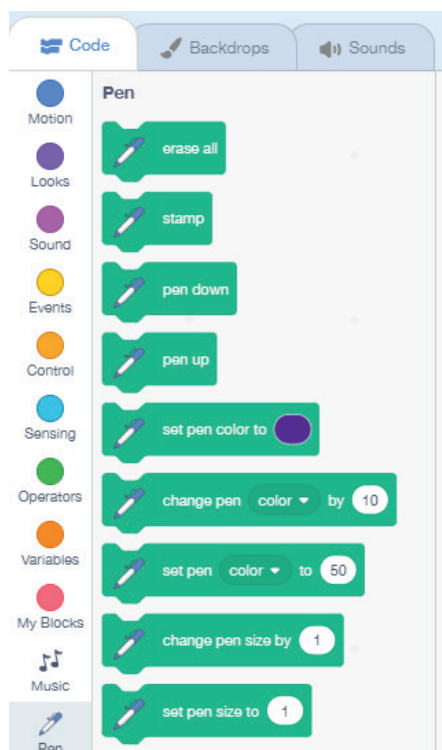 Code
Backdrops
Sounds
Motion
Looks
Sound
Events
Control
Sensing
Operators
Variables
My Blocks
Music
Pen
Pen
erase all
stamp
pen down
pen up
set pen color to
change pen color by 10
set pen color to 50
change pen size by 1
set pen size to 1